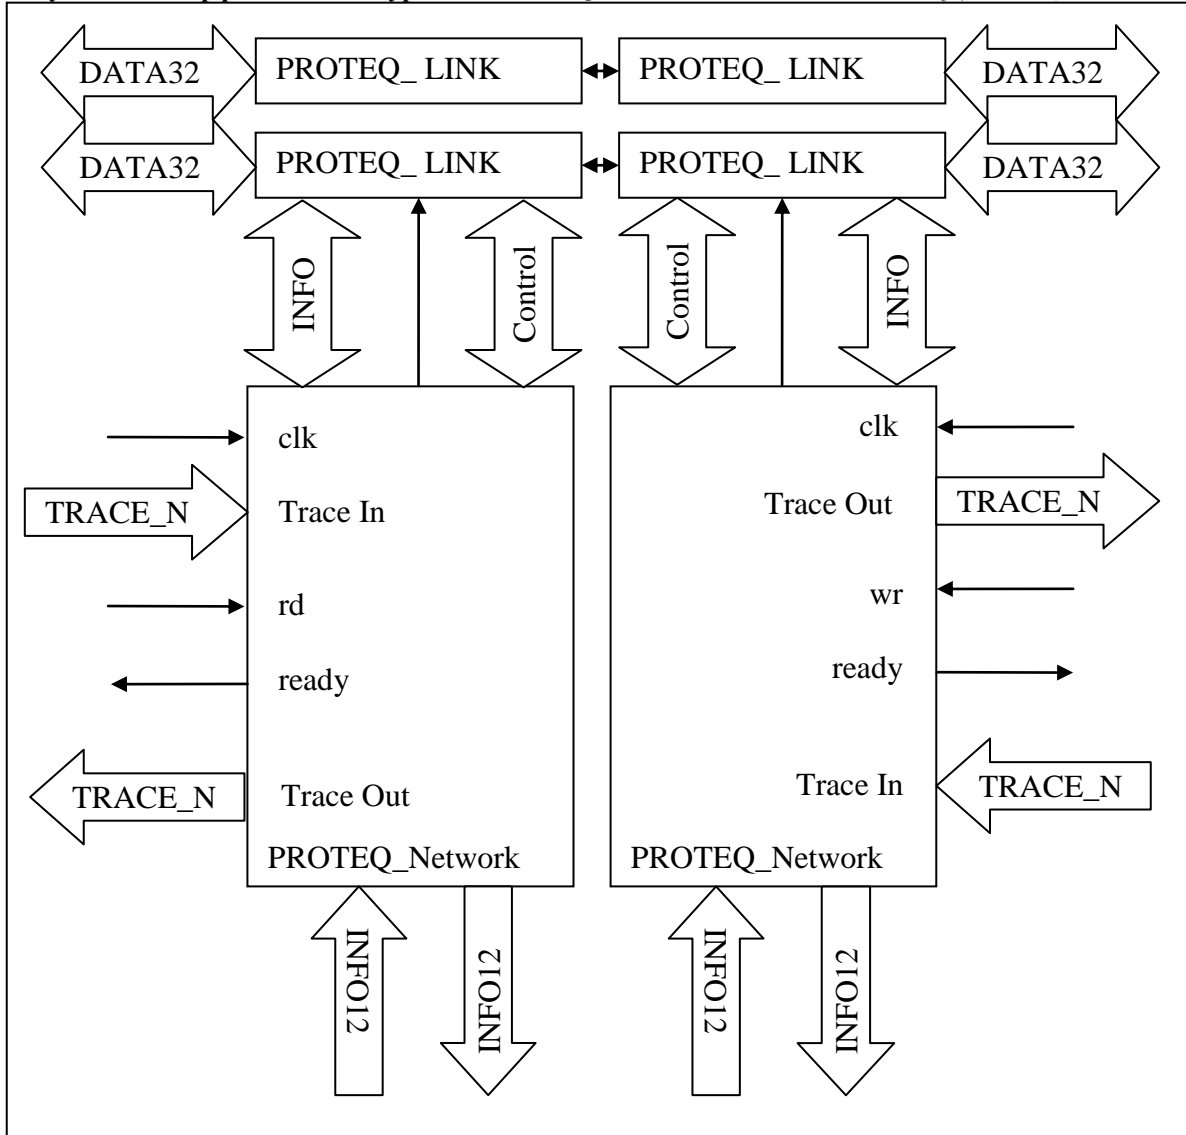 DATA32 PROTEQ_ LINK PROTEQ_ LINK DATA32
DATA32 PROTEQ_ LINK PROTEQ_ LINK DATA32
INFO Control Control INFO
clk clk
TRACE_N Trace In Trace Out TRACE_N
rd wr
ready ready
TRACE_N Trace Out Trace In TRACE_N
PROTEQ_Network PROTEQ_Network
INFO12 INFO12 INFO12 INFO12